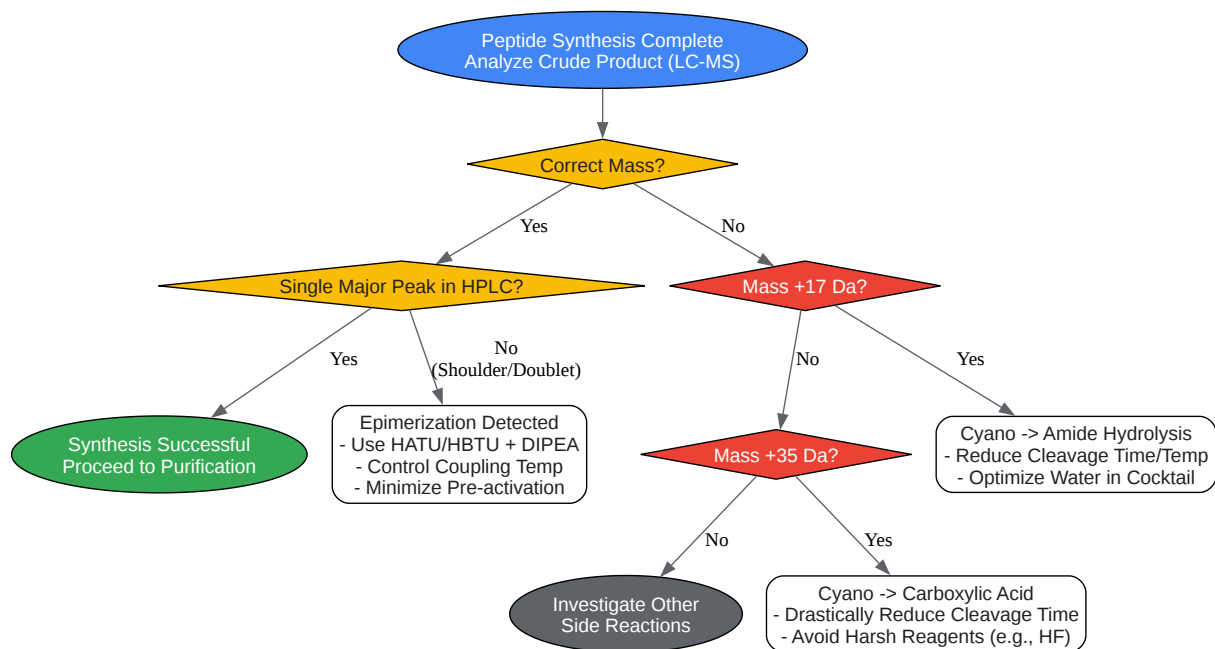 Peptide Synthesis Complete
Analyze Crude Product (LC-MS)
Correct Mass?
Yes
No
Single Major Peak in HPLC?
Mass +17 Da?
Yes
No
(Shoulder/Doublet)
No
Yes
Synthesis Successful
Proceed to Purification
Epimerization Detected
- Use HATU/HBTU + DIPEA
- Control Coupling Temp
- Minimize Pre-activation
Mass +35 Da?
Cyano -> Amide Hydrolysis
- Reduce Cleavage Time/Temp
- Optimize Water in Cocktail
No
Yes
Investigate Other
Side Reactions
Cyano -> Carboxylic Acid
- Drastically Reduce Cleavage Time
- Avoid Harsh Reagents (e.g., HF)